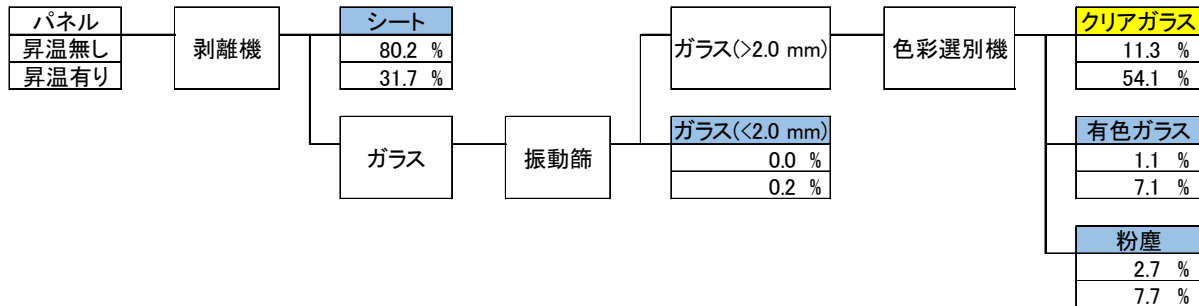 パネル
昇温無し
昇温有り
剥離機
シート
80.2 %
31.7 %
ガラス
振動篩
ガラス(>2.0 mm)
ガラス(<2.0 mm)
0.0 %
0.2 %
色彩選別機
クリアガラス
11.3 %
54.1 %
有色ガラス
1.1 %
7.1 %
粉塵
2.7 %
7.7 %